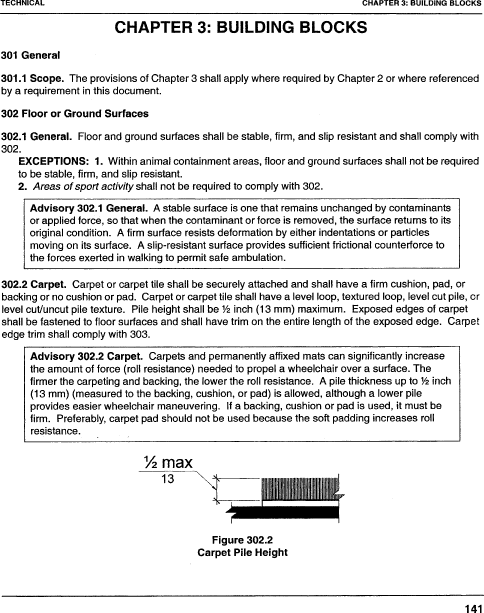 TECHNICAL
CHAPTER 3: BUILDING BLOCKS
CHAPTER 3: BUILDING BLOCKS
301 General
301.1 Scope. The provisions of Chapter 3 shall apply where required by Chapter 2 or where referenced
by a requirement in this document.
302 Floor or Ground Surfaces
302.1 General. Floor and ground surfaces shall be stable, firm, and slip resistant and shall comply with
302.
EXCEPTIONS: 1. Within animal containment areas, floor and ground surfaces shall not be required
to be stable, firm, and slip resistant.
2. Areas of sport activity shall not be required to comply with 302.
Advisory 302.1 General. A stable surface is one that remains unchanged by contaminants
or applied force, so that when the contaminant or force is removed, the surface returns to its
original condition. A firm surface resists deformation by either indentations or particles
moving on its surface. A slip-resistant surface provides sufficient frictional counterforce to
the forces exerted in walking to permit safe ambulation.
302.2 Carpet. Carpet or carpet tile shall be securely attached and shall have a firm cushion, pad, or
backing or no cushion or pad. Carpet or carpet tile shall have a level loop, textured loop, level cut pile, or
level cut/uncut pile texture. Pile height shall be ½ inch (13 mm) maximum. Exposed edges of carpet
shall be fastened to floor surfaces and shall have trim on the entire length of the exposed edge. Carpet
edge trim shall comply with 303.
Advisory 302.2 Carpet. Carpets and permanently affixed mats can significantly increase
the amount of force (roll resistance) needed to propel a wheelchair over a surface. The
firmer the carpeting and backing, the lower the roll resistance. A pile thickness up to ½ inch
(13 mm) (measured to the backing, cushion, or pad) is allowed, although a lower pile
provides easier wheelchair maneuvering. If a backing, cushion or pad is used, it must be
firm. Preferably, carpet pad should not be used because the soft padding increases roll
resistance.
½ max
13
Figure 302.2
Carpet Pile Height
141